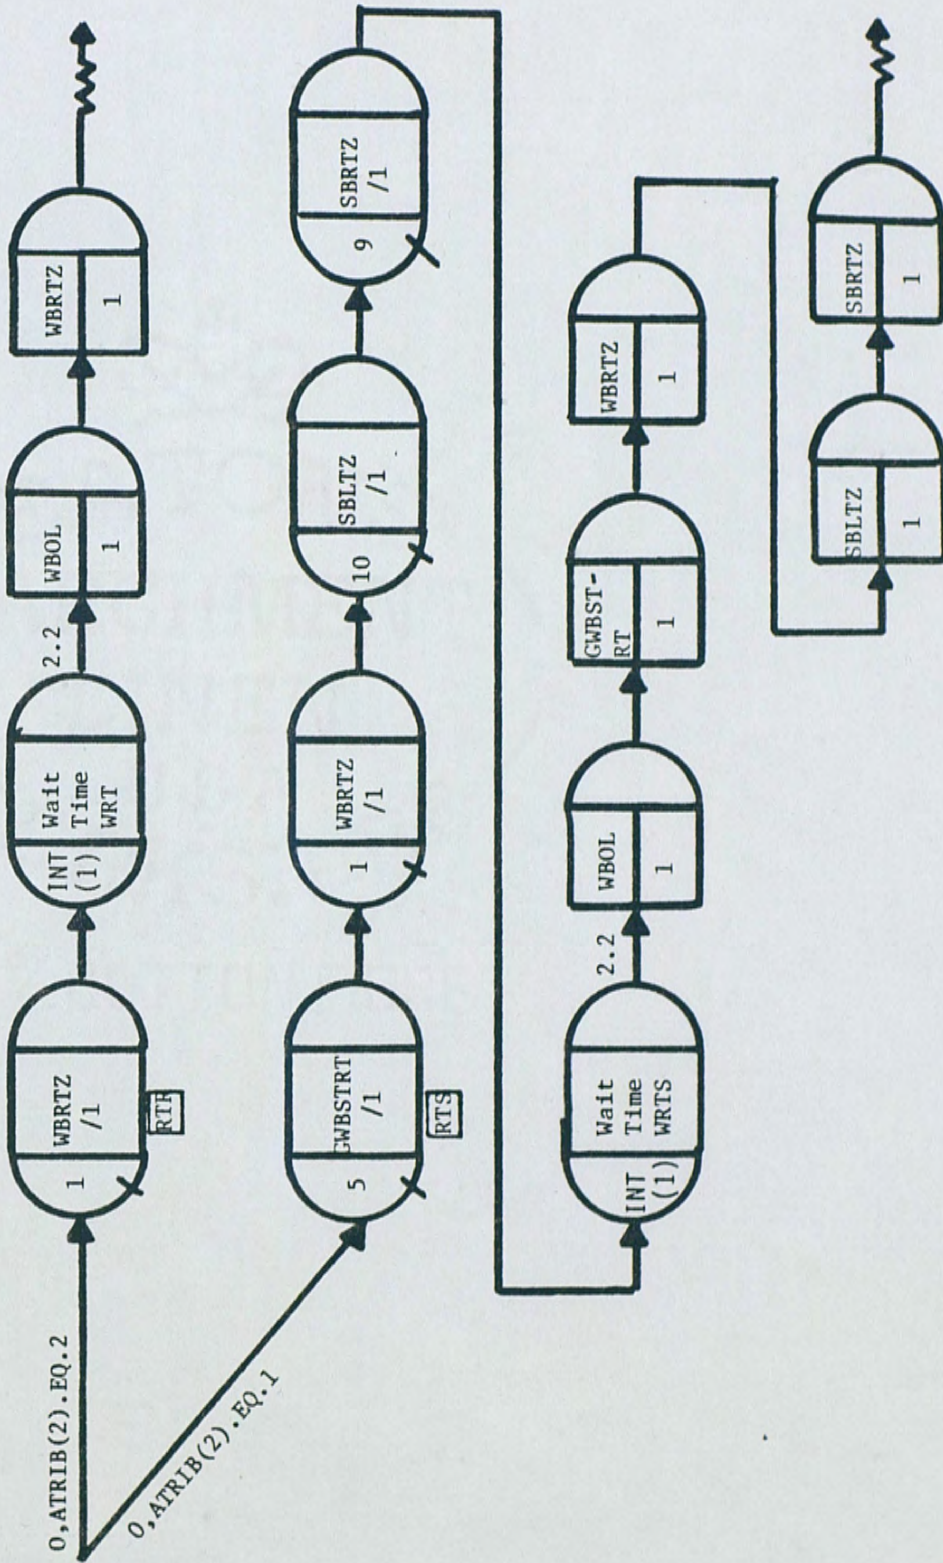 0,ATRIB(2).EQ.2
1
WBRTZ
/1
RTR
INT
(1)
Wait
Time
WRT
2.2
WBOL
1
WBRTZ
1
0,ATRIB(2).EQ.1
5
GWBSTRT
/1
RTS
1
WBRTZ
/1
10
SBLTZ
/1
9
SBRTZ
/1
INT
(1)
Wait
Time
WRTS
2.2
WBOL
1
GWBST-
RT
1
WBRTZ
1
SBLTZ
1
SBRTZ
1